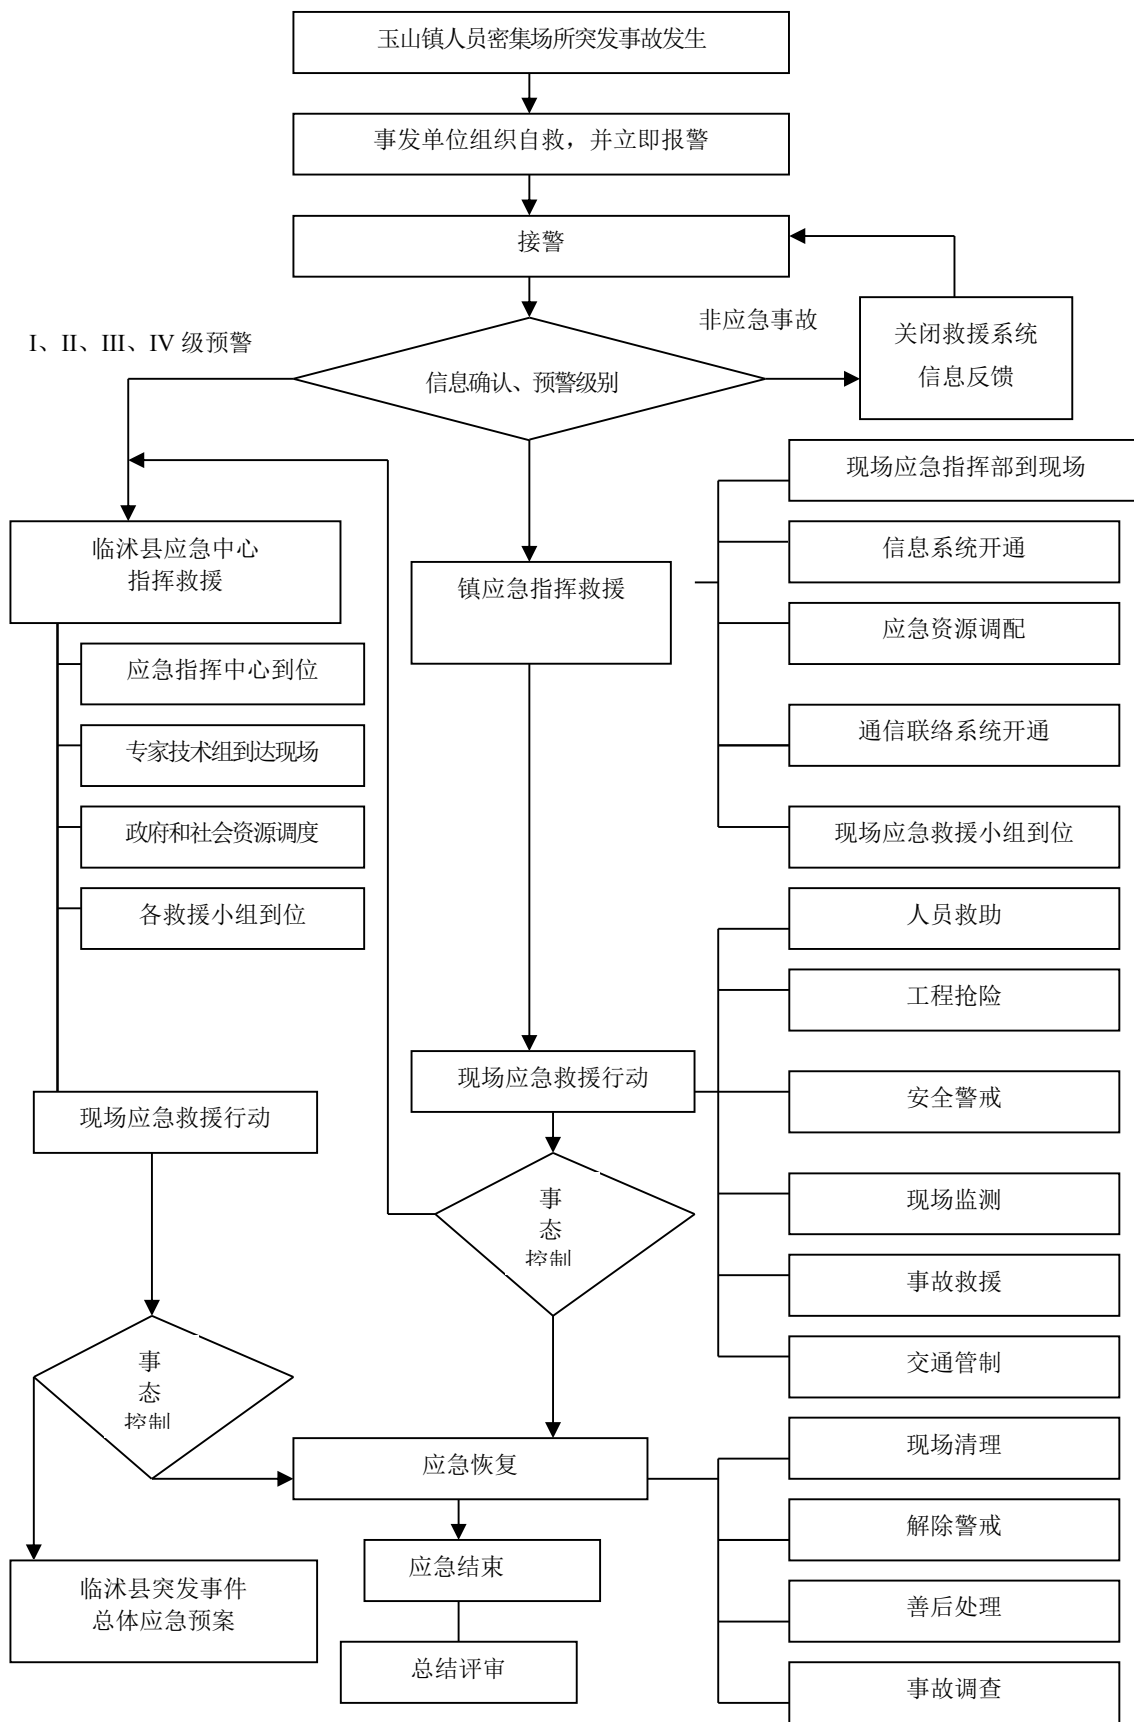 玉山镇人员密集场所突发事故发生
事发单位组织自救，并立即报警
接警
非应急事故
关闭救援系统
信息反馈
I、II、III、IV 级预警
信息确认、预警级别
现场应急指挥部到现场
临沭县应急中心
指挥救援
信息系统开通
镇应急指挥救援
应急资源调配
应急指挥中心到位
通信联络系统开通
专家技术组到达现场
政府和社会资源调度
现场应急救援小组到位
各救援小组到位
人员救助
工程抢险
现场应急救援行动
安全警戒
现场应急救援行动
现场监测
事
态
控制
事故救援
交通管制
事
态
控制
现场清理
应急恢复
解除警戒
应急结束
临沭县突发事件
总体应急预案
善后处理
总结评审
事故调查